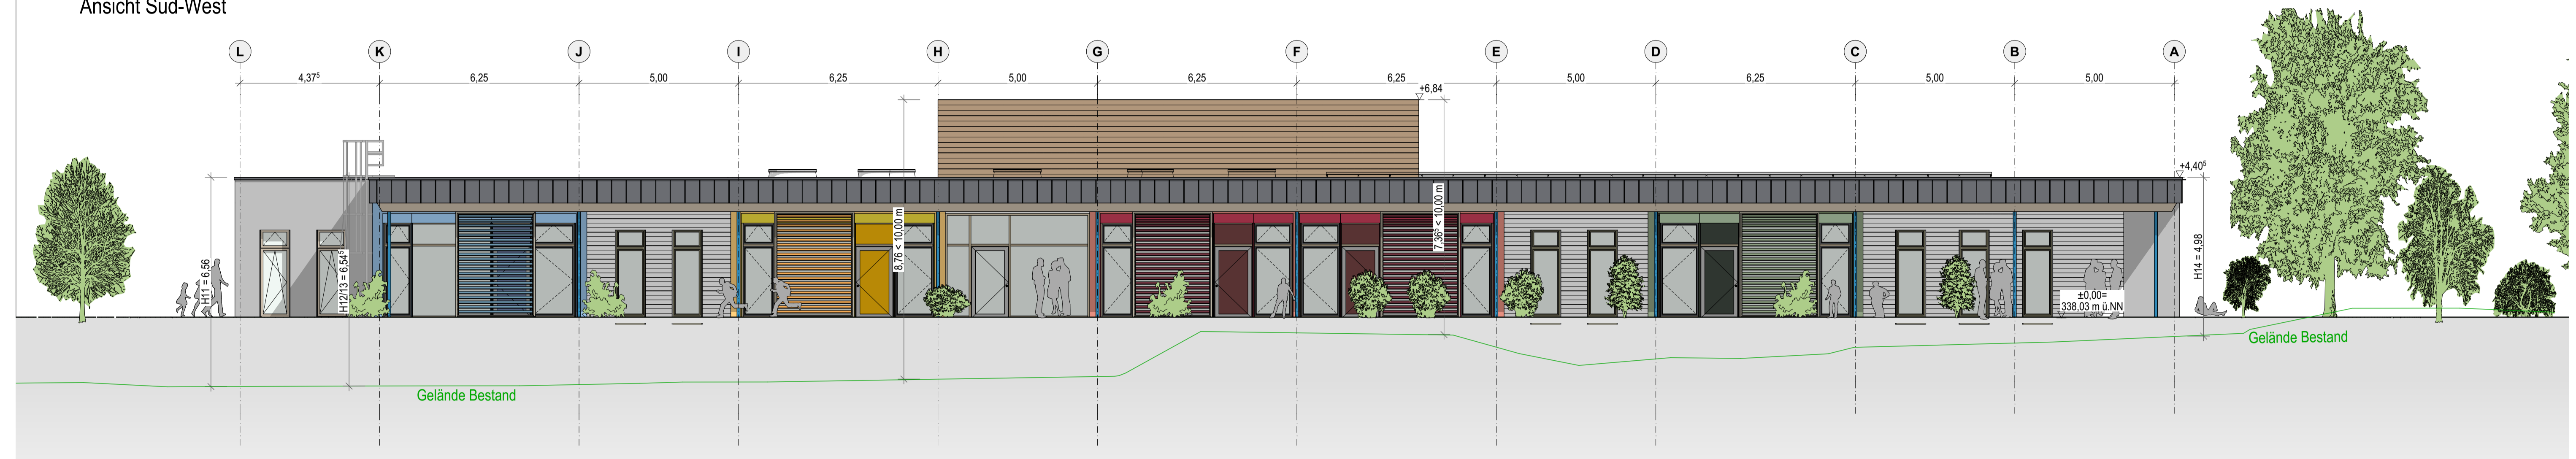 Ansicht Süd-West
L K J I H G F E D C B A
4,37⁵ 6,25 5,00 6,25 5,00 6,25 6,25 5,00 6,25 5,00 5,00
+6,84
+4,40⁵
H11 = 6,56
H12/13 = 6,54⁵
8,76 < 10,00 m
7,36⁵ < 10,00 m
H14 = 4,98
±0,00=
338,03 m ü.NN
Gelände Bestand
Gelände Bestand